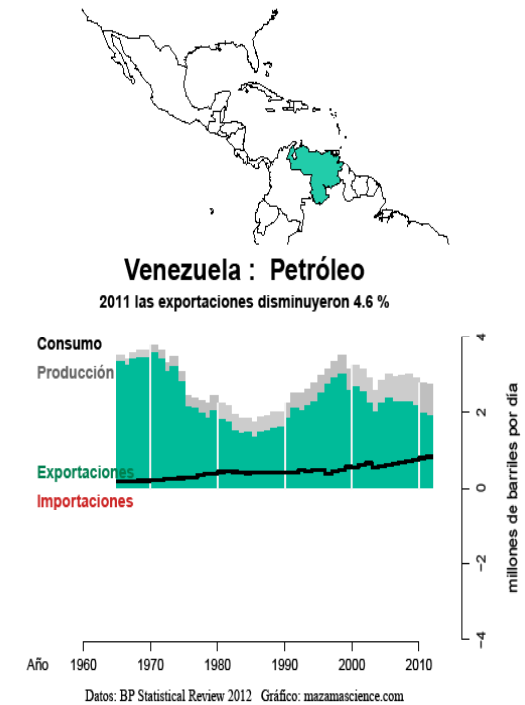 Venezuela : Petróleo
2011 las exportaciones disminuyeron 4.6 %
Consumo
Producción
Exportaciones
Importaciones
4
2
0
−2
−4
millones de barriles por día
Año 1960 1970 1980 1990 2000 2010
Datos: BP Statistical Review 2012 Gráfico: mazamascience.com